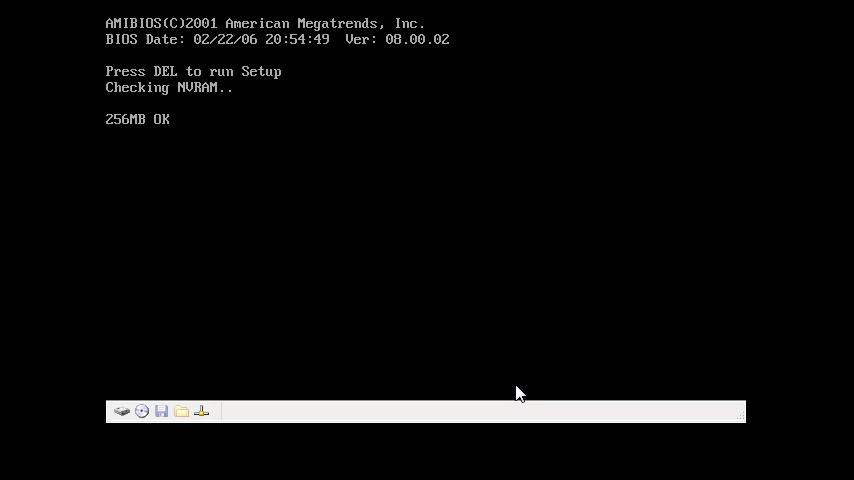 AMIBIOS(C)2001 American Megatrends, Inc.
BIOS Date: 02/22/06 20:54:49  Ver: 08.00.02
Press DEL to run Setup
Checking NVRAM..
256MB OK